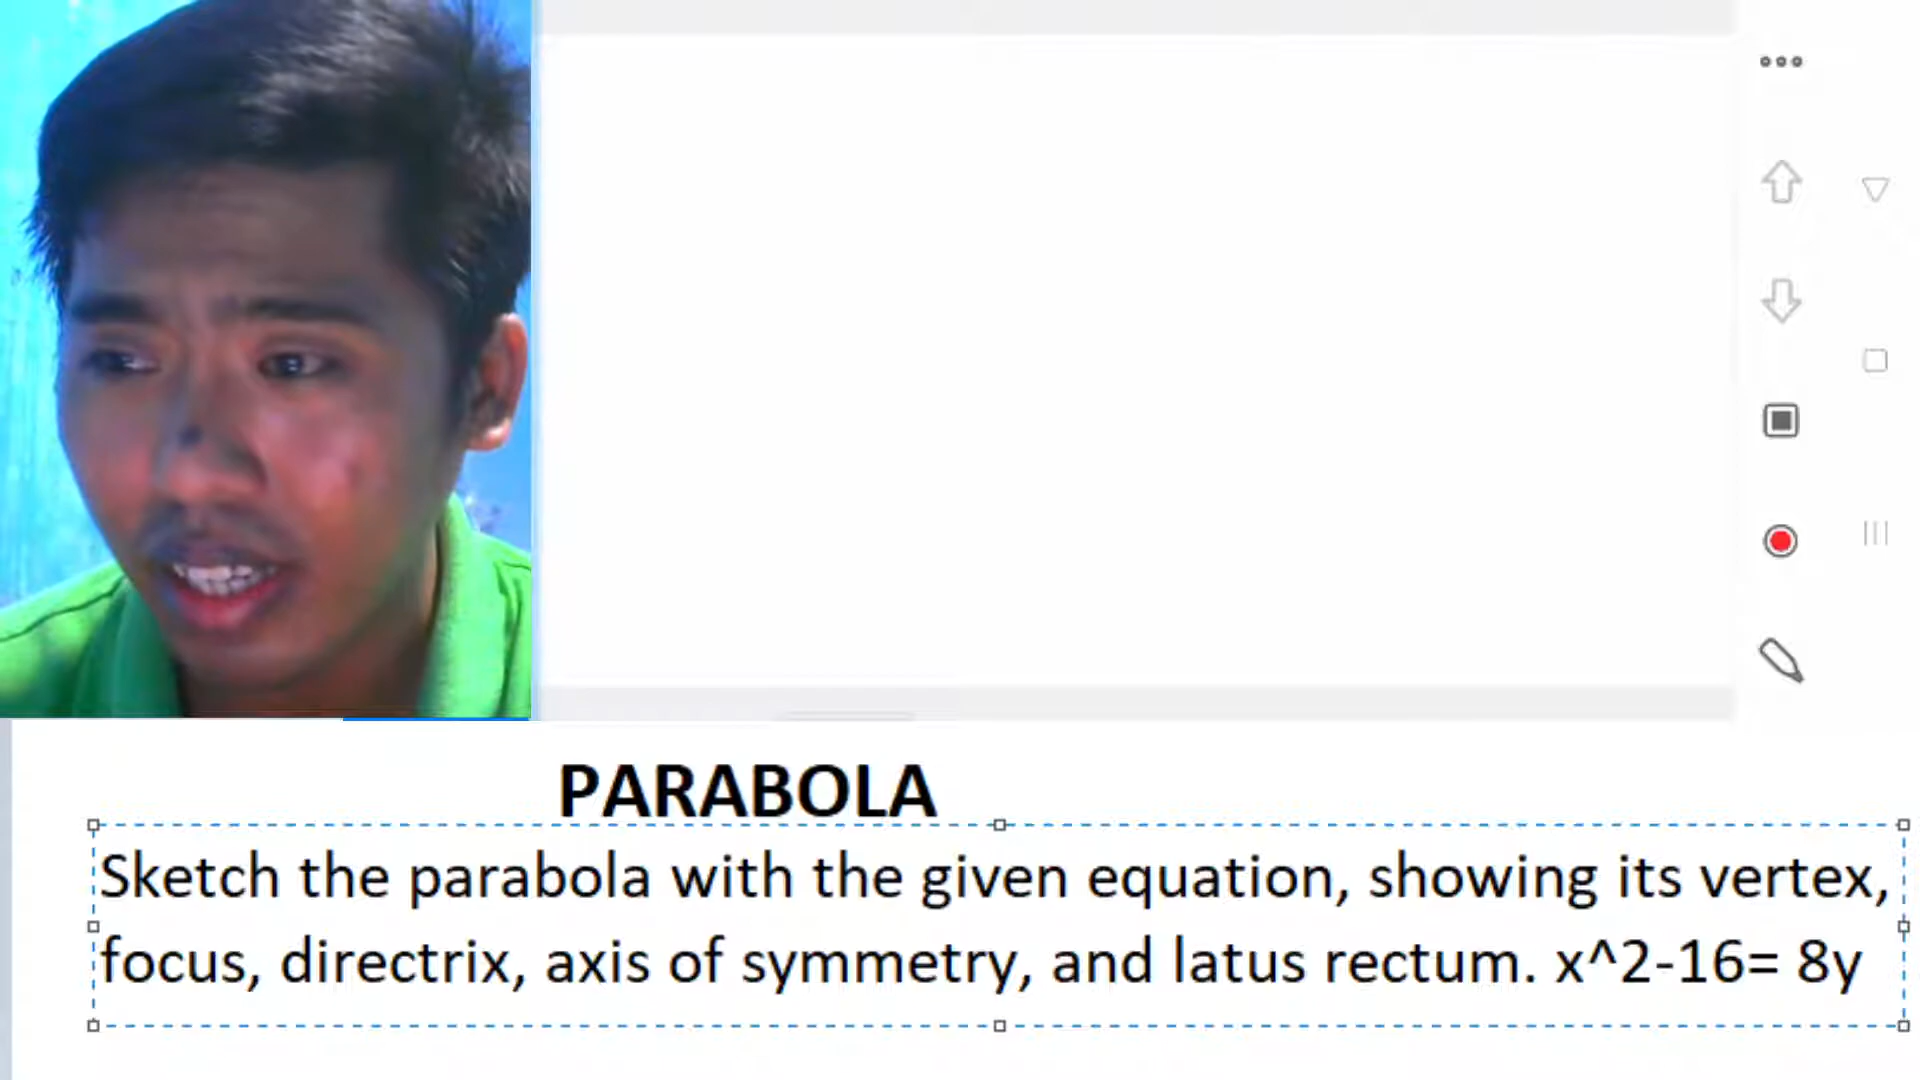 PARABOLA
Sketch the parabola with the given equation, showing its vertex,
focus, directrix, axis of symmetry, and latus rectum. x^2-16= 8y